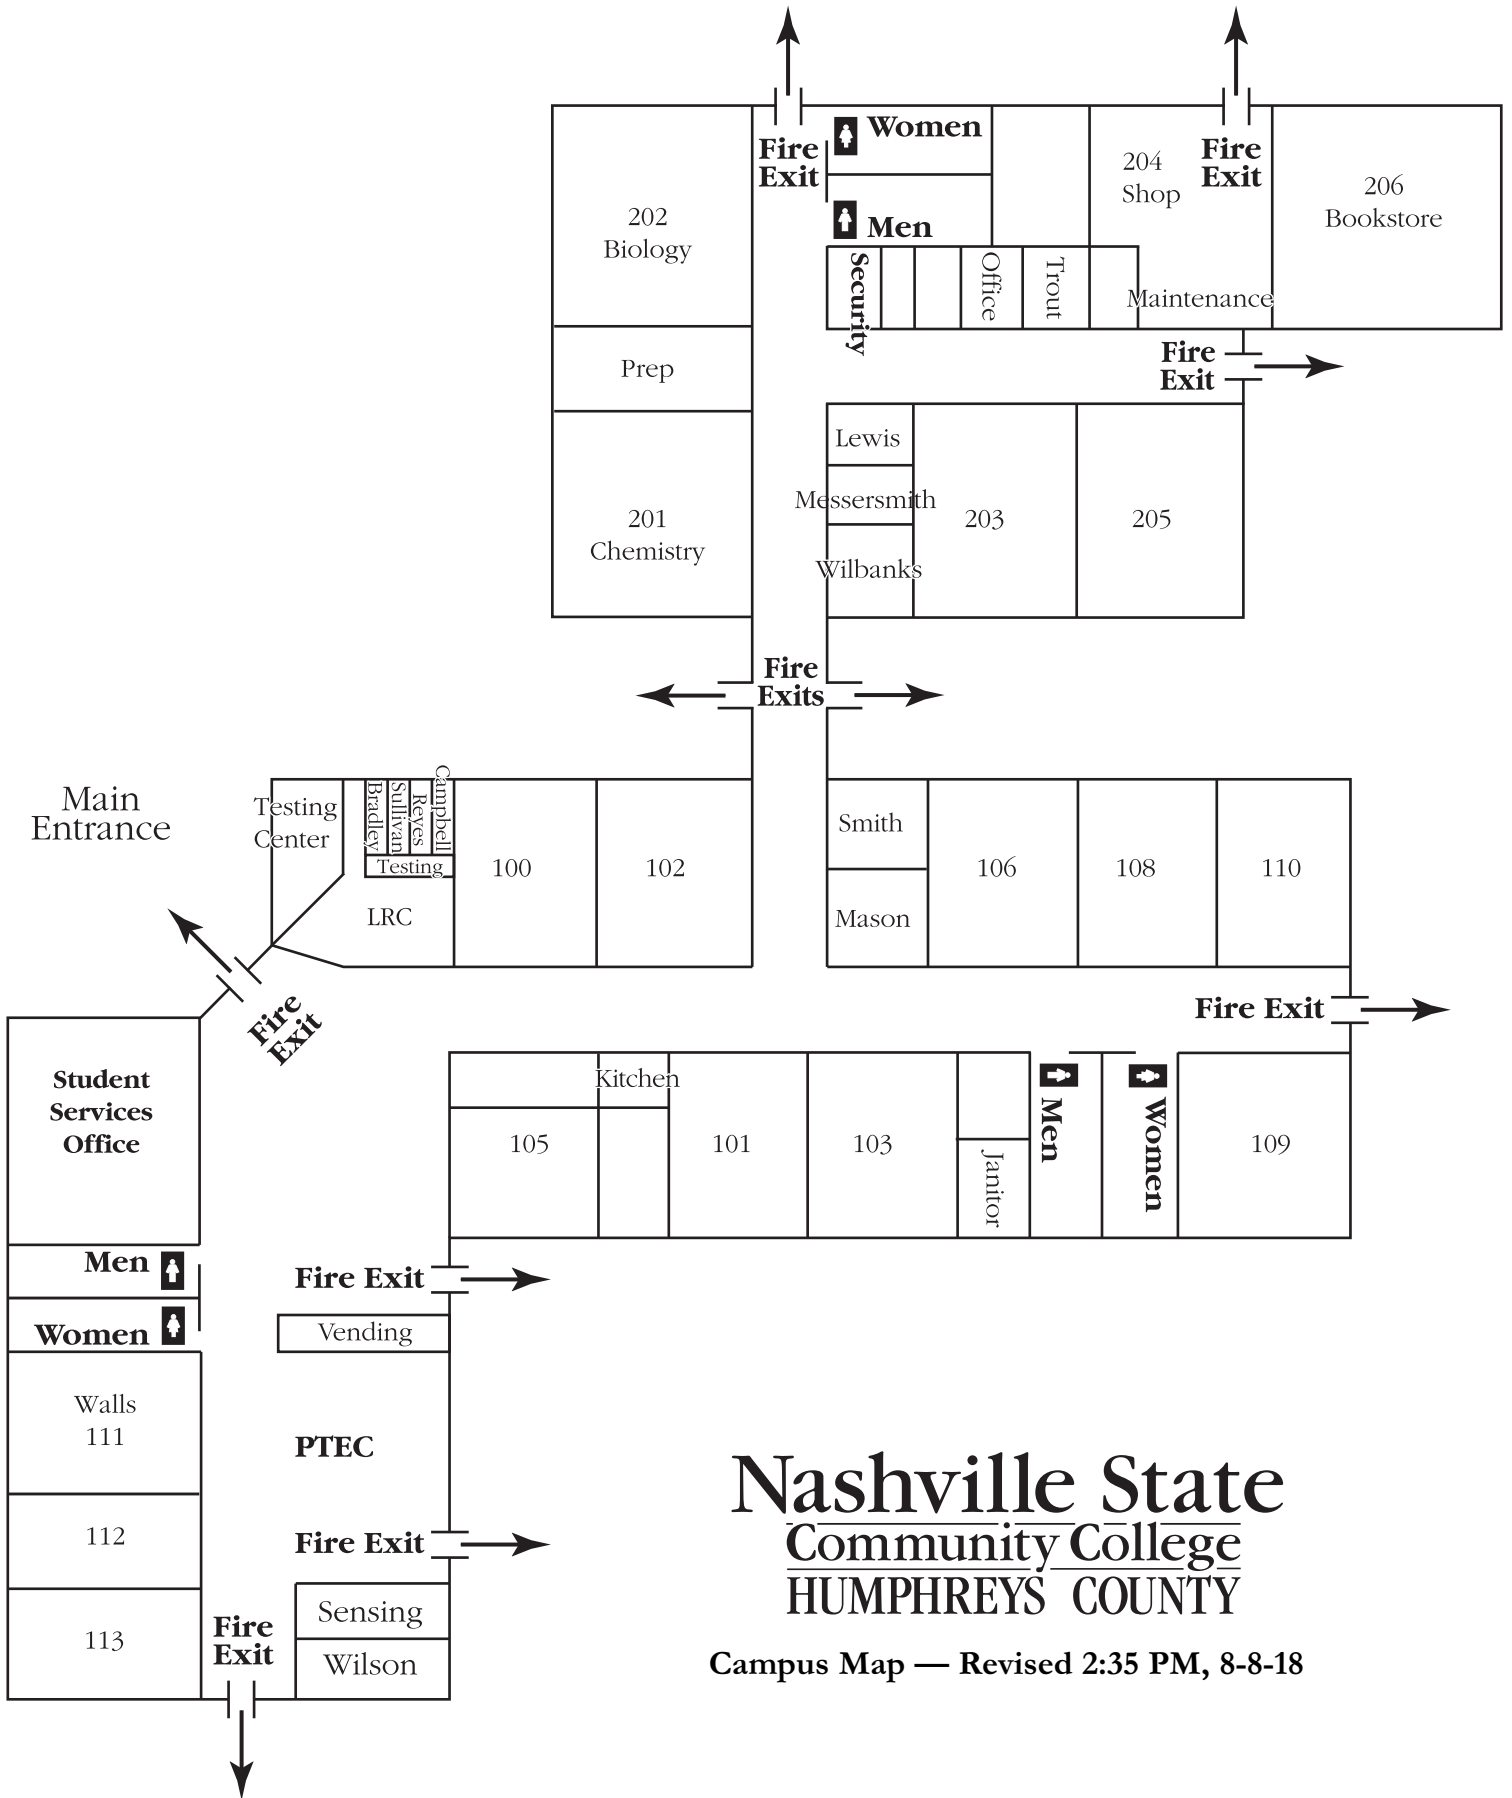 Women
Fire
Exit
Men
204
Shop
Fire
Exit
206
Bookstore
202
Biology
Security
Office
Trout
Maintenance
Prep
Fire
Exit
Lewis
Messersmith
Wilbanks
203
205
201
Chemistry
Fire
Exits
Main
Entrance
Testing
Center
Bradley
Sullivan
Reyes
Campbell
Testing
LRC
100
102
Smith
Mason
106
108
110
Fire
Exit
Fire Exit
Student
Services
Office
Kitchen
105
101
103
Janitor
Men
Women
109
Men
Women
Fire Exit
Vending
Walls
111
PTEC
112
Fire Exit
113
Fire
Exit
Sensing
Wilson
Nashville State
Community College
HUMPHREYS COUNTY
Campus Map — Revised 2:35 PM, 8-8-18